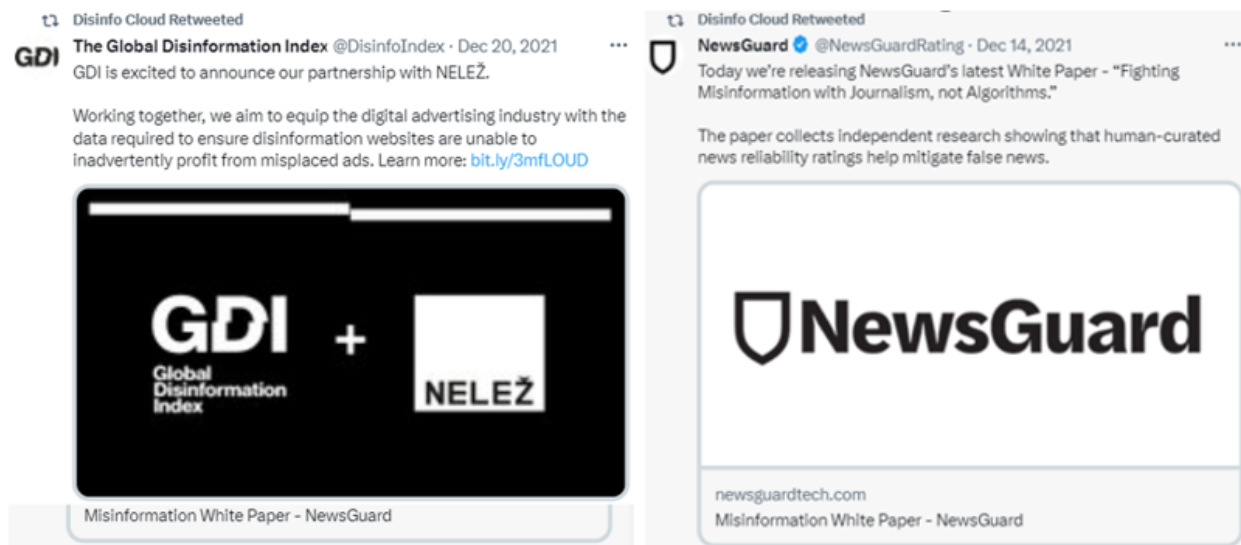 Disinfo Cloud Retweeted
GDI
The Global Disinformation Index @DisinfoIndex · Dec 20, 2021 ···
GDI is excited to announce our partnership with NELEŽ.
Working together, we aim to equip the digital advertising industry with the
data required to ensure disinformation websites are unable to
inadvertently profit from misplaced ads. Learn more: bit.ly/3mfLOUD
GDI
Global
Disinformation
Index
+
NELEŽ
Misinformation White Paper - NewsGuard
Disinfo Cloud Retweeted
NewsGuard @NewsGuardRating · Dec 14, 2021 ···
Today we're releasing NewsGuard's latest White Paper - “Fighting
Misinformation with Journalism, not Algorithms.”
The paper collects independent research showing that human-curated
news reliability ratings help mitigate false news.
NewsGuard
newsguardtech.com
Misinformation White Paper - NewsGuard